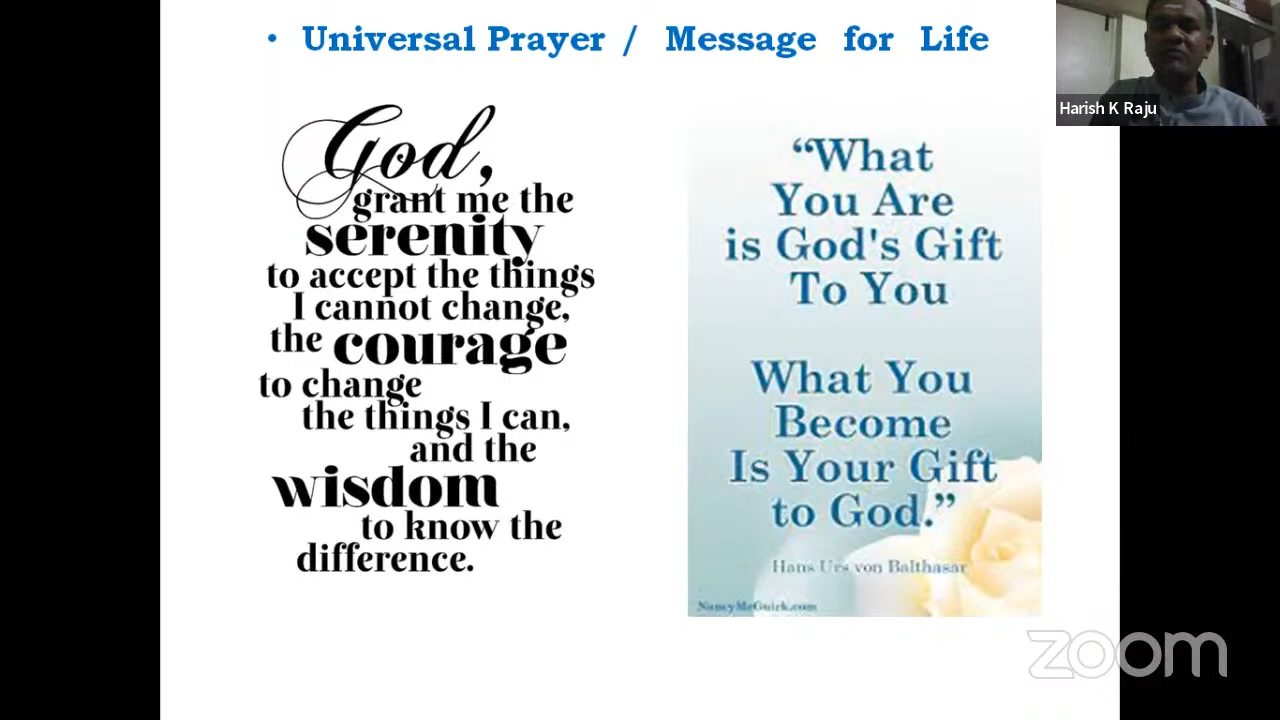 • Universal Prayer / Message for Life
Harish K Raju
God,
grant me the
serenity
to accept the things
I cannot change,
the courage
to change
the things I can,
and the
wisdom
to know the
difference.
“What
You Are
is God's Gift
To You
What You
Become
Is Your Gift
to God.”
Hans Urs von Balthasar
NancyMcGuirk.com
zoom